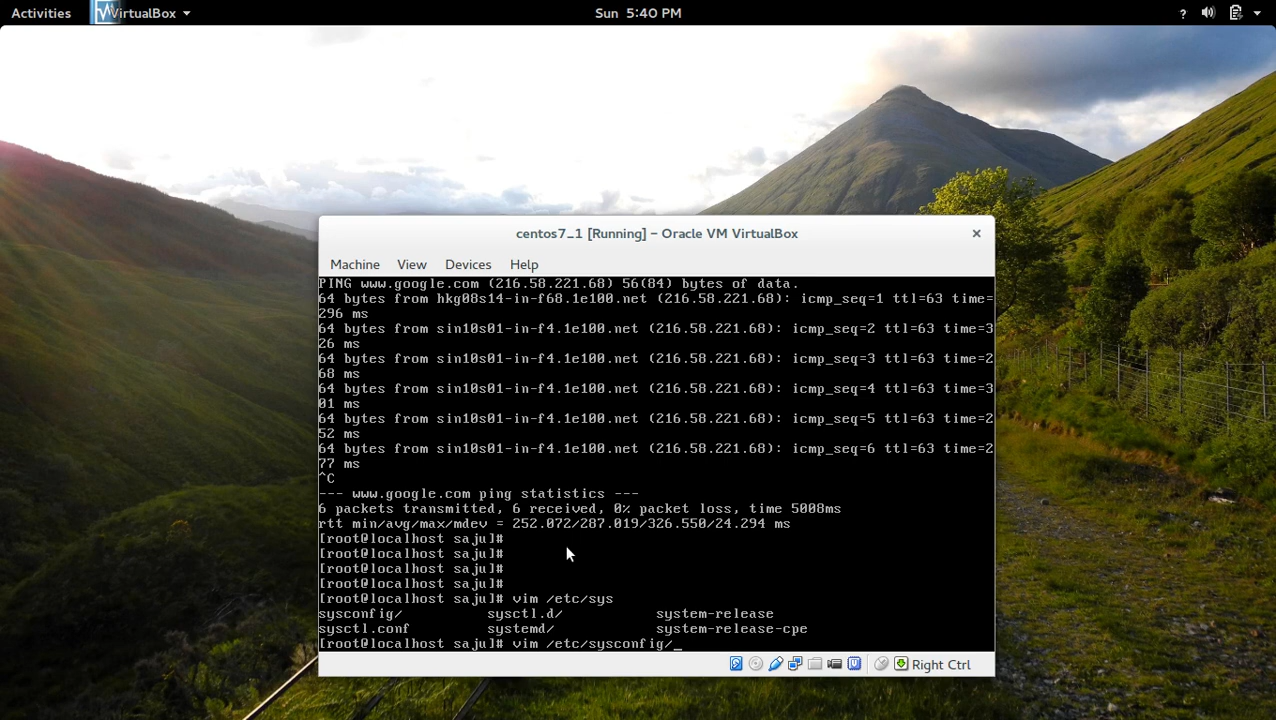 Activities VirtualBox Sun 5:40 PM ?
centos7_1 [Running] - Oracle VM VirtualBox ×
Machine View Devices Help
PING www.google.com (216.58.221.68) 56(84) bytes of data.
64 bytes from hkg08s14-in-f68.1e100.net (216.58.221.68): icmp_seq=1 ttl=63 time=
296 ms
64 bytes from sin10s01-in-f4.1e100.net (216.58.221.68): icmp_seq=2 ttl=63 time=3
26 ms
64 bytes from sin10s01-in-f4.1e100.net (216.58.221.68): icmp_seq=3 ttl=63 time=2
68 ms
64 bytes from sin10s01-in-f4.1e100.net (216.58.221.68): icmp_seq=4 ttl=63 time=3
01 ms
64 bytes from sin10s01-in-f4.1e100.net (216.58.221.68): icmp_seq=5 ttl=63 time=2
52 ms
64 bytes from sin10s01-in-f4.1e100.net (216.58.221.68): icmp_seq=6 ttl=63 time=2
77 ms
^C
--- www.google.com ping statistics ---
6 packets transmitted, 6 received, 0% packet loss, time 5008ms
rtt min/avg/max/mdev = 252.072/287.019/326.550/24.294 ms
[root@localhost saju]#
[root@localhost saju]#
[root@localhost saju]#
[root@localhost saju]#
[root@localhost saju]# vim /etc/sys
sysconfig/ sysctl.d/ system-release
sysctl.conf systemd/ system-release-cpe
[root@localhost saju]# vim /etc/sysconfig/_
Right Ctrl